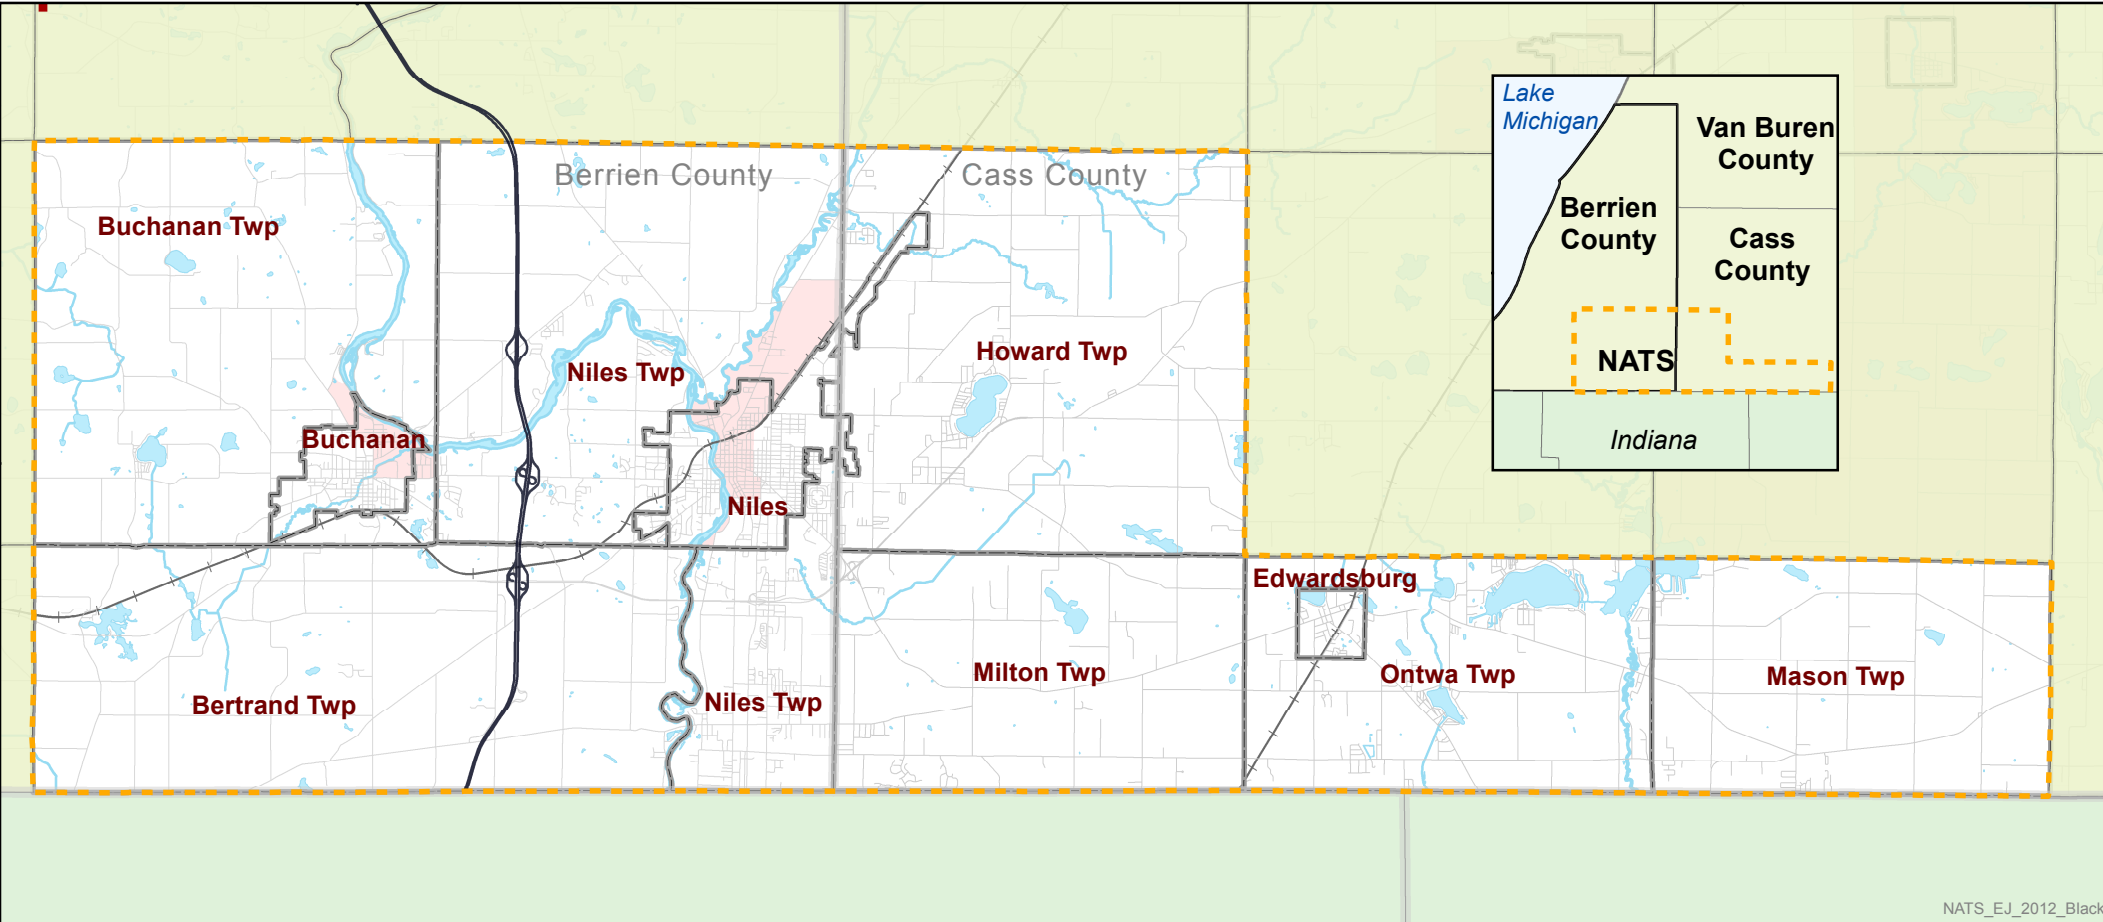 Berrien County
Cass County
Buchanan Twp
Niles Twp
Howard Twp
Buchanan
Niles
Edwardsburg
Bertrand Twp
Niles Twp
Milton Twp
Ontwa Twp
Mason Twp
Lake
Michigan
Van Buren
County
Berrien
County
Cass
County
NATS
Indiana
NATS_EJ_2012_Black